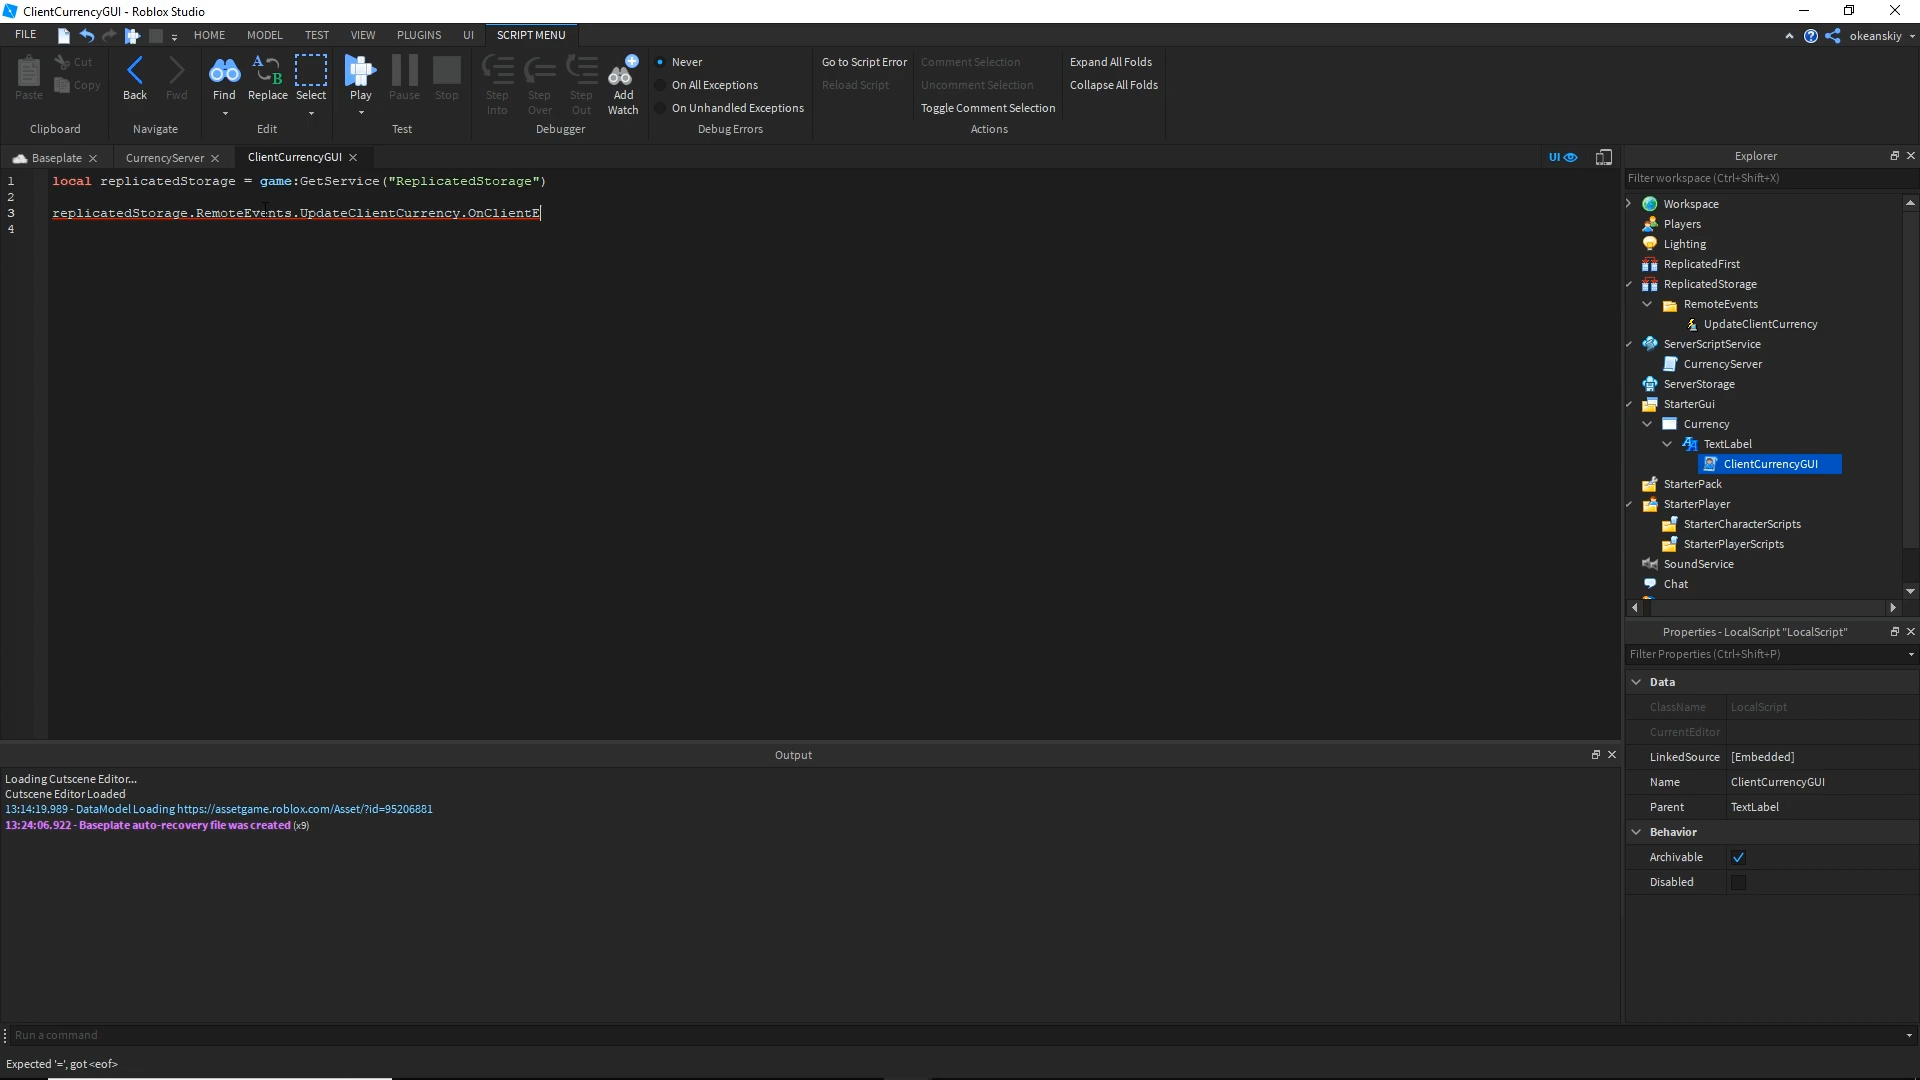 ClientCurrencyGUI - Roblox Studio
FILE HOME MODEL TEST VIEW PLUGINS UI SCRIPT MENU okeanskiy
Paste Cut Copy
Clipboard
Back Fwd
Navigate
Find Replace Select
Edit
Play Pause Stop
Test
Step Into
Step Over
Step Out
Add Watch
Debugger
Never
On All Exceptions
On Unhandled Exceptions
Debug Errors
Go to Script Error
Reload Script
Comment Selection
Uncomment Selection
Toggle Comment Selection
Expand All Folds
Collapse All Folds
Actions
Baseplate CurrencyServer ClientCurrencyGUI UI
1 local replicatedStorage = game:GetService("ReplicatedStorage")
2
3 replicatedStorage.RemoteEvents.UpdateClientCurrency.OnClientE
4
Explorer
Filter workspace (Ctrl+Shift+X)
Workspace
Players
Lighting
ReplicatedFirst
ReplicatedStorage
RemoteEvents
UpdateClientCurrency
ServerScriptService
CurrencyServer
ServerStorage
StarterGui
Currency
TextLabel
ClientCurrencyGUI
StarterPack
StarterPlayer
StarterCharacterScripts
StarterPlayerScripts
SoundService
Chat
Properties - LocalScript "LocalScript"
Filter Properties (Ctrl+Shift+P)
Data
ClassName LocalScript
CurrentEditor
LinkedSource [Embedded]
Name ClientCurrencyGUI
Parent TextLabel
Behavior
Archivable
Disabled
Output
Loading Cutscene Editor...
Cutscene Editor Loaded
13:14:19.989 - DataModel Loading https://assetgame.roblox.com/Asset/?id=95206881
13:24:06.922 - Baseplate auto-recovery file was created (x9)
Run a command
Expected '=', got <eof>